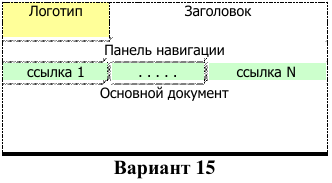 Логотип Заголовок
Панель навигации
ссылка 1 . . . . . ссылка N
Основной документ
Вариант 15